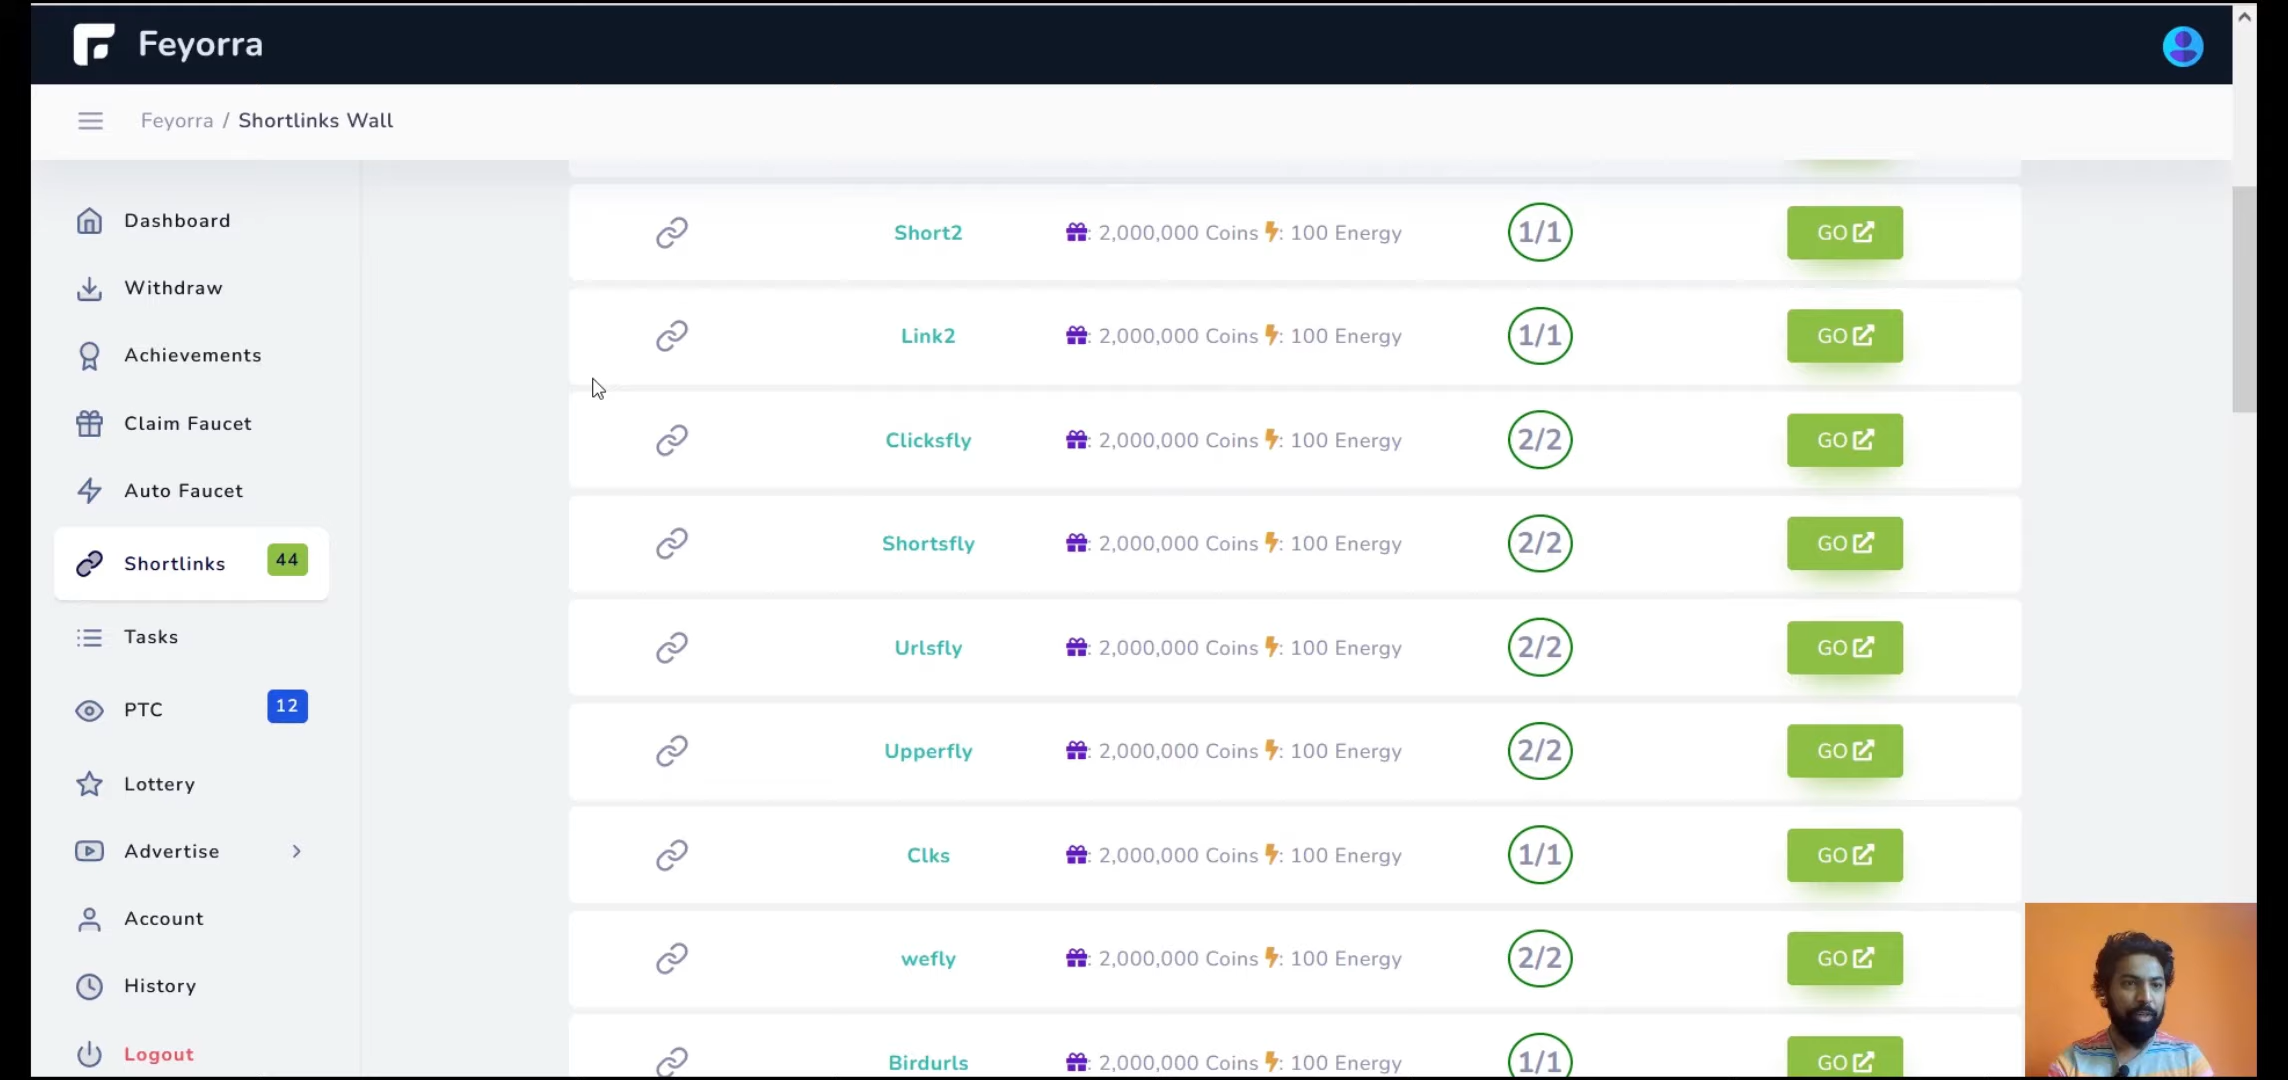 Feyorra
Feyorra / Shortlinks Wall
Dashboard
Withdraw
Achievements
Claim Faucet
Auto Faucet
Shortlinks 44
Tasks
PTC 12
Lottery
Advertise
Account
History
Logout
Short2 : 2,000,000 Coins : 100 Energy 1/1 GO
Link2 : 2,000,000 Coins : 100 Energy 1/1 GO
Clicksfly : 2,000,000 Coins : 100 Energy 2/2 GO
Shortsfly : 2,000,000 Coins : 100 Energy 2/2 GO
Urlsfly : 2,000,000 Coins : 100 Energy 2/2 GO
Upperfly : 2,000,000 Coins : 100 Energy 2/2 GO
Clks : 2,000,000 Coins : 100 Energy 1/1 GO
wefly : 2,000,000 Coins : 100 Energy 2/2 GO
Birdurls : 2,000,000 Coins : 100 Energy 1/1 GO